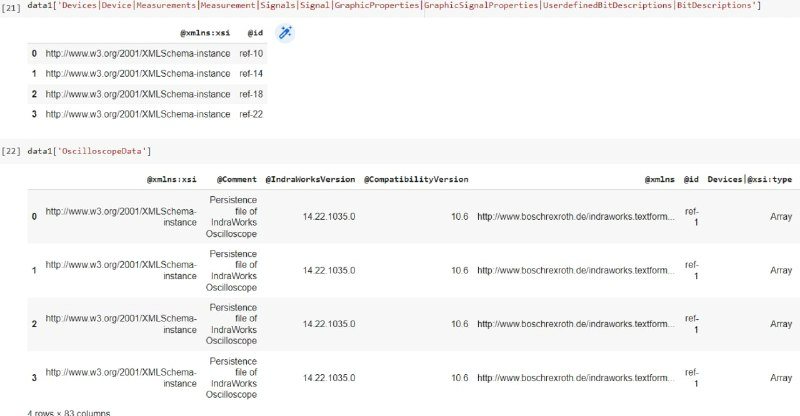 [21] data1['Devices|Device|Measurements|Measurement|Signals|Signal|GraphicProperties|GraphicSignalProperties|UserdefinedBitDescriptions|BitDescriptions']
@xmlns:xsi @id
0 http://www.w3.org/2001/XMLSchema-instance ref-10
1 http://www.w3.org/2001/XMLSchema-instance ref-14
2 http://www.w3.org/2001/XMLSchema-instance ref-18
3 http://www.w3.org/2001/XMLSchema-instance ref-22
[22] data1['OscilloscopeData']
@xmlns:xsi @Comment @IndraWorksVersion @CompatibilityVersion @xmlns @id Devices|@xsi:type
0 http://www.w3.org/2001/XMLSchema-instance Persistence file of IndraWorks Oscilloscope 14.22.1035.0 10.6 http://www.boschrexroth.de/indraworks.textform... ref-1 Array
1 http://www.w3.org/2001/XMLSchema-instance Persistence file of IndraWorks Oscilloscope 14.22.1035.0 10.6 http://www.boschrexroth.de/indraworks.textform... ref-1 Array
2 http://www.w3.org/2001/XMLSchema-instance Persistence file of IndraWorks Oscilloscope 14.22.1035.0 10.6 http://www.boschrexroth.de/indraworks.textform... ref-1 Array
3 http://www.w3.org/2001/XMLSchema-instance Persistence file of IndraWorks Oscilloscope 14.22.1035.0 10.6 http://www.boschrexroth.de/indraworks.textform... ref-1 Array
4 rows × 83 columns